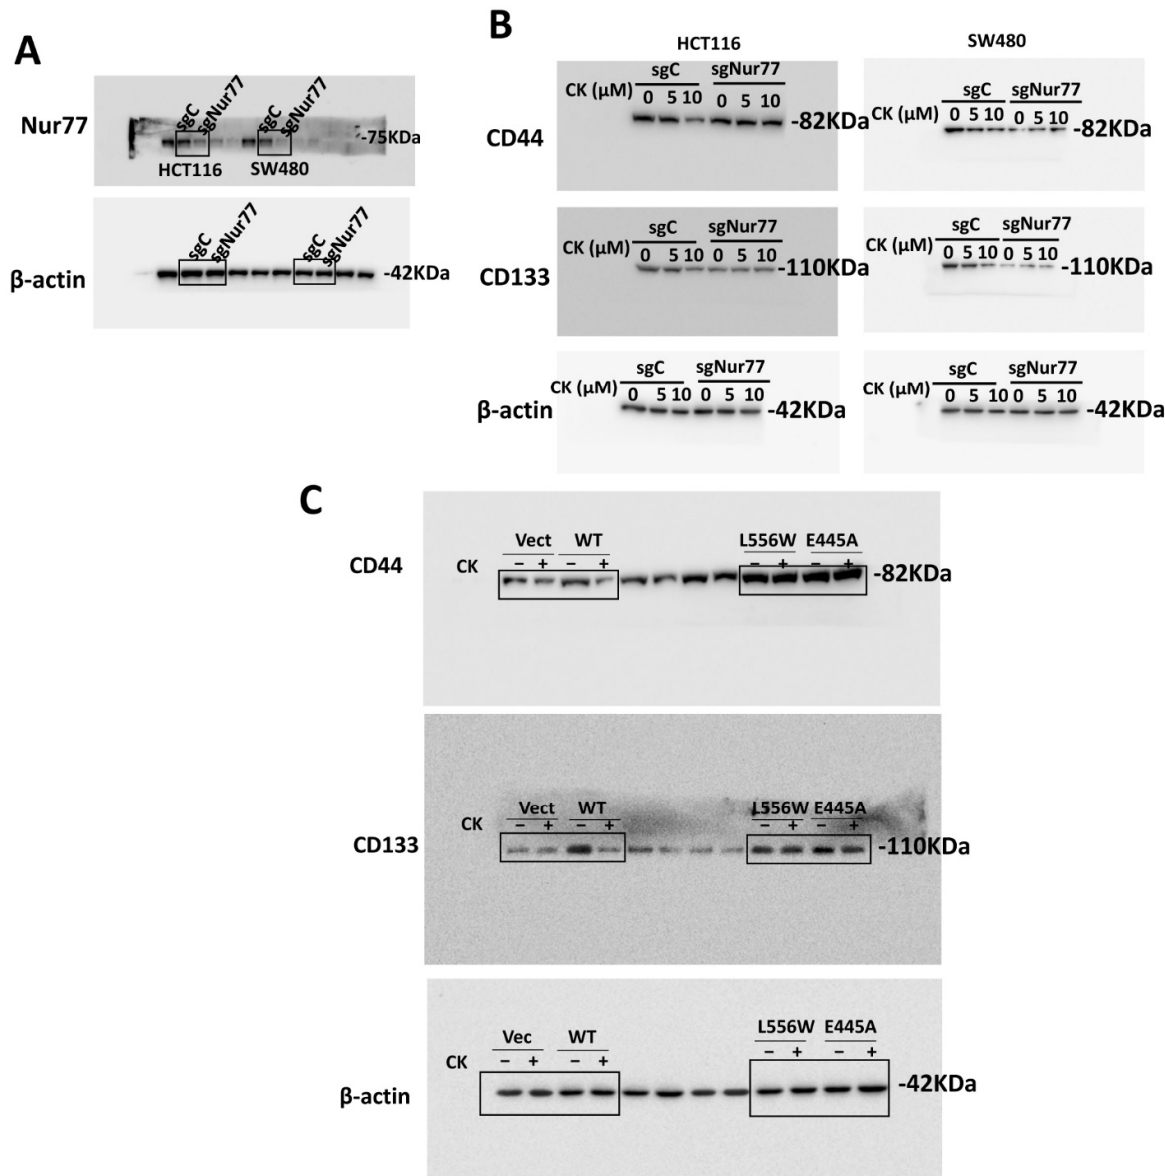 A
Nur77
sgC
sgNur77
sgC
sgNur77
-75KDa
HCT116
SW480
sgC
sgNur77
sgC
sgNur77
β-actin
-42KDa
B
HCT116
SW480
sgC
sgNur77
CK (μM)
0 5 10
0 5 10
-82KDa
CD44
sgC
sgNur77
CK (μM)
0 5 10
0 5 10
-82KDa
sgC
sgNur77
CK (μM)
0 5 10
0 5 10
-110KDa
CD133
sgC
sgNur77
CK (μM)
0 5 10
0 5 10
-110KDa
sgC
sgNur77
CK (μM)
0 5 10
0 5 10
-42KDa
β-actin
sgC
sgNur77
CK (μM)
0 5 10
0 5 10
-42KDa
C
Vect
WT
L556W
E445A
CK
– + – +
– + – +
CD44
-82KDa
Vect
WT
L556W
E445A
CK
– + – +
– + – +
CD133
-110KDa
Vec
WT
L556W
E445A
CK
– + – +
– + – +
β-actin
-42KDa